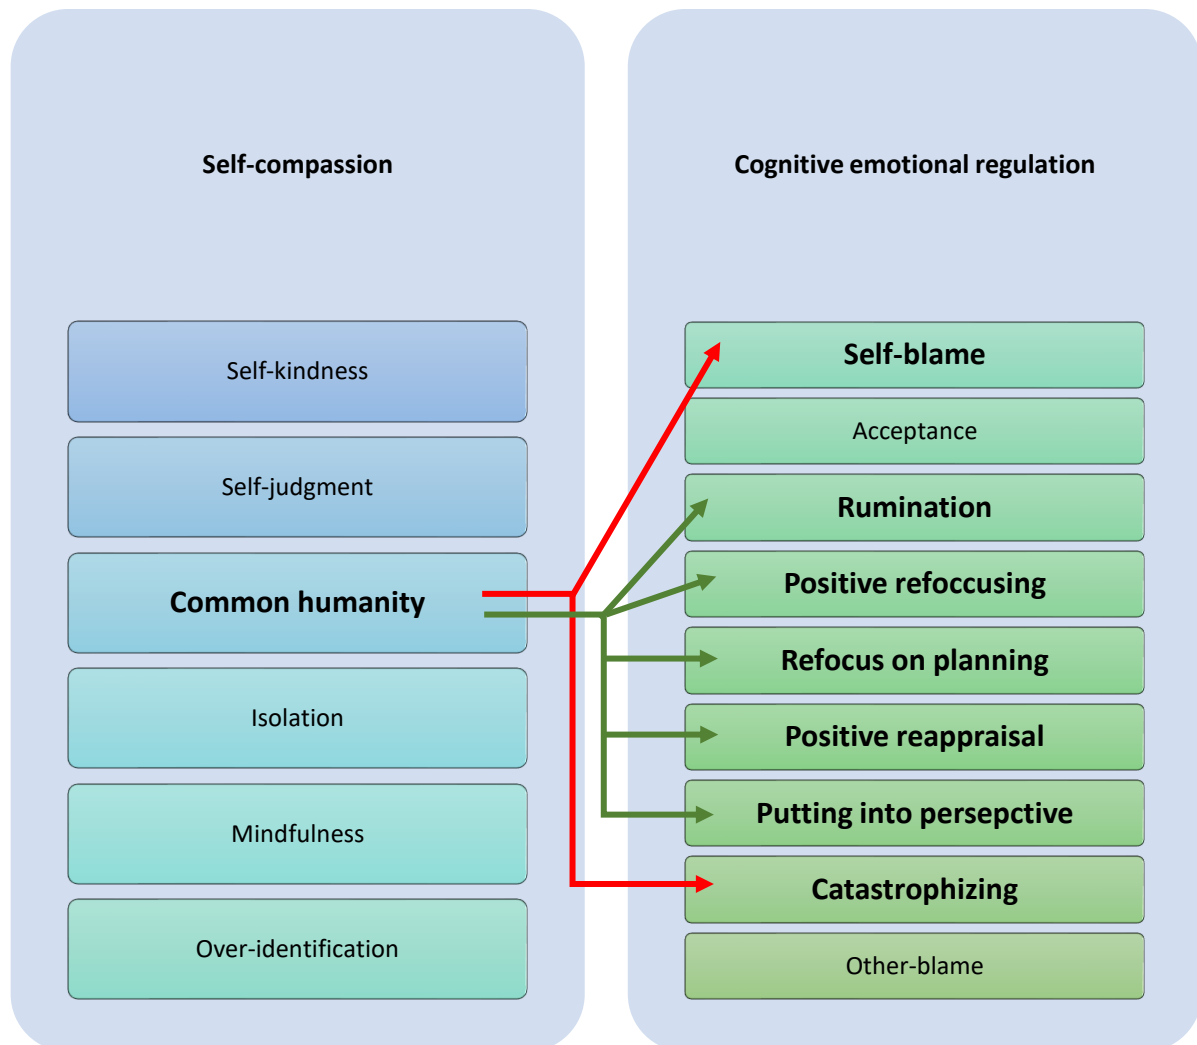 Self-compassion
Self-kindness
Self-judgment
Common humanity
Isolation
Mindfulness
Over-identification
Cognitive emotional regulation
Self-blame
Acceptance
Rumination
Positive refoccusing
Refocus on planning
Positive reappraisal
Putting into persepctive
Catastrophizing
Other-blame